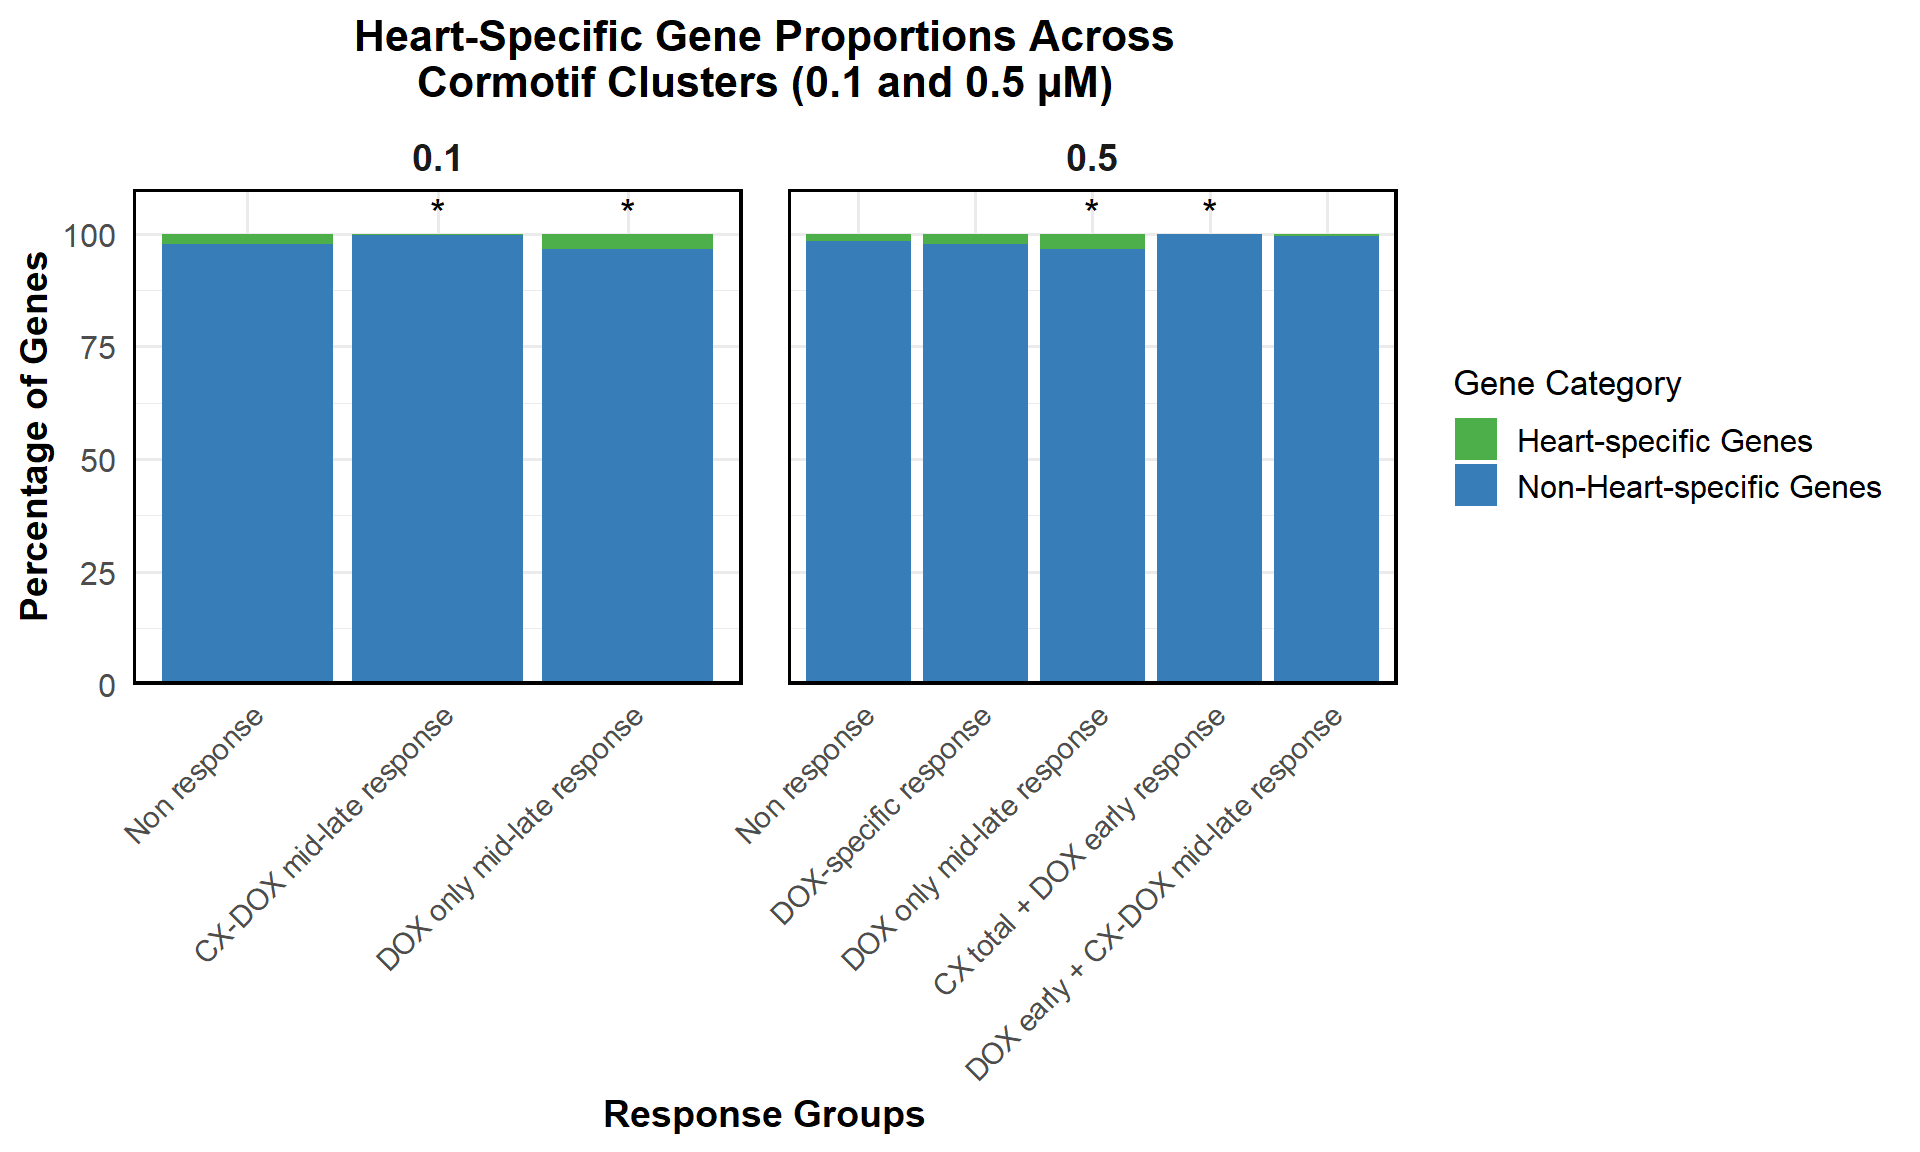 Heart-Specific Gene Proportions Across
Cormotif Clusters (0.1 and 0.5 µM)
0.1
0.5
* *
* *
Percentage of Genes
100
75
50
25
0
Non response
CX-DOX mid-late response
DOX only mid-late response
Non response
DOX-specific response
DOX only mid-late response
CX total + DOX early response
DOX early + CX-DOX mid-late response
Response Groups
Gene Category
Heart-specific Genes
Non-Heart-specific Genes